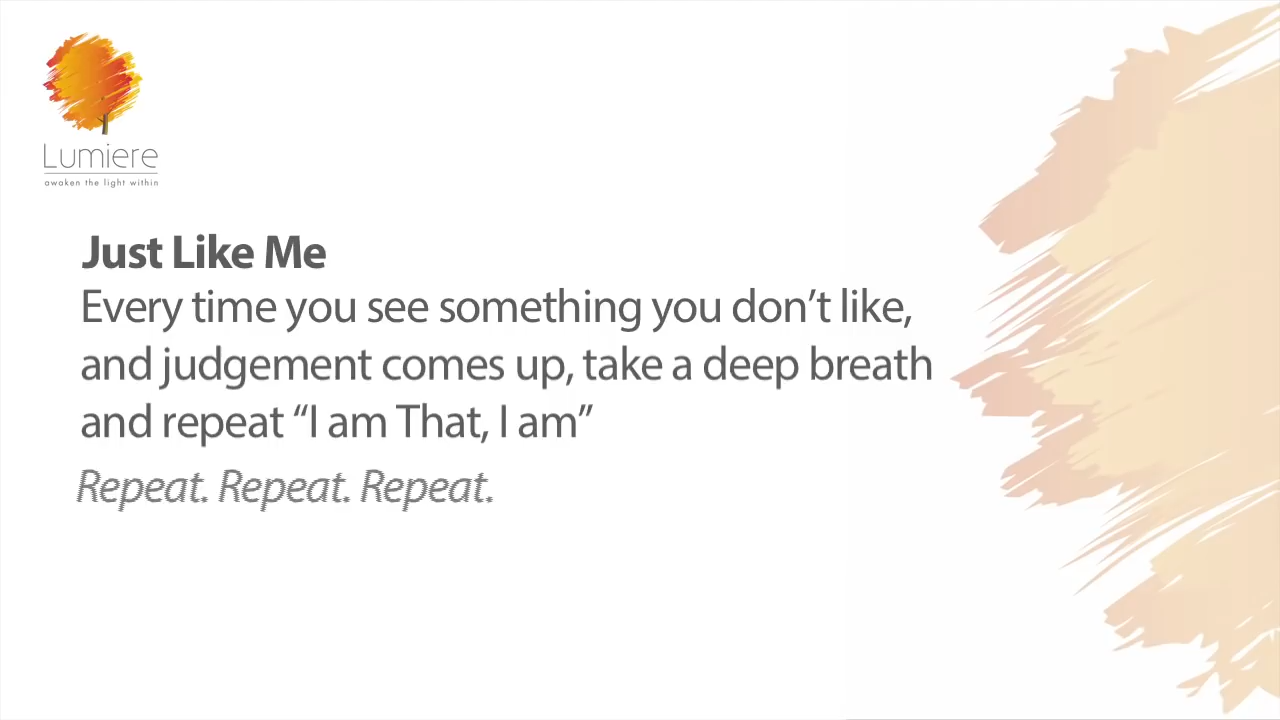 Lumiere
awaken the light within
Just Like Me
Every time you see something you don’t like,
and judgement comes up, take a deep breath
and repeat “I am That, I am”
Repeat. Repeat. Repeat.